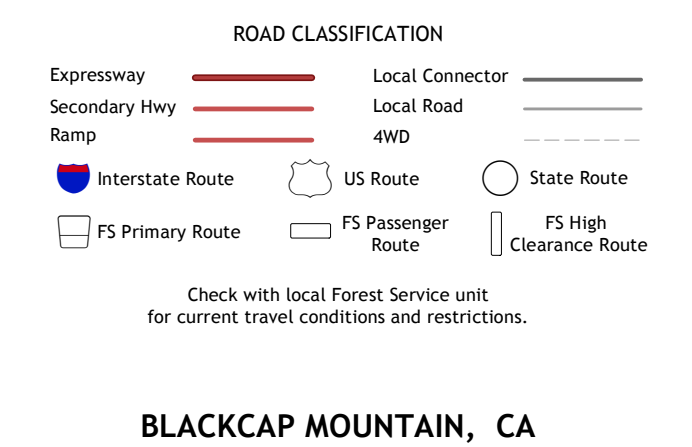 ROAD CLASSIFICATION
Expressway
Local Connector
Secondary Hwy
Local Road
Ramp
4WD
Interstate Route
US Route
State Route
FS Primary Route
FS Passenger
Route
FS High
Clearance Route
Check with local Forest Service unit
for current travel conditions and restrictions.
BLACKCAP MOUNTAIN, CA